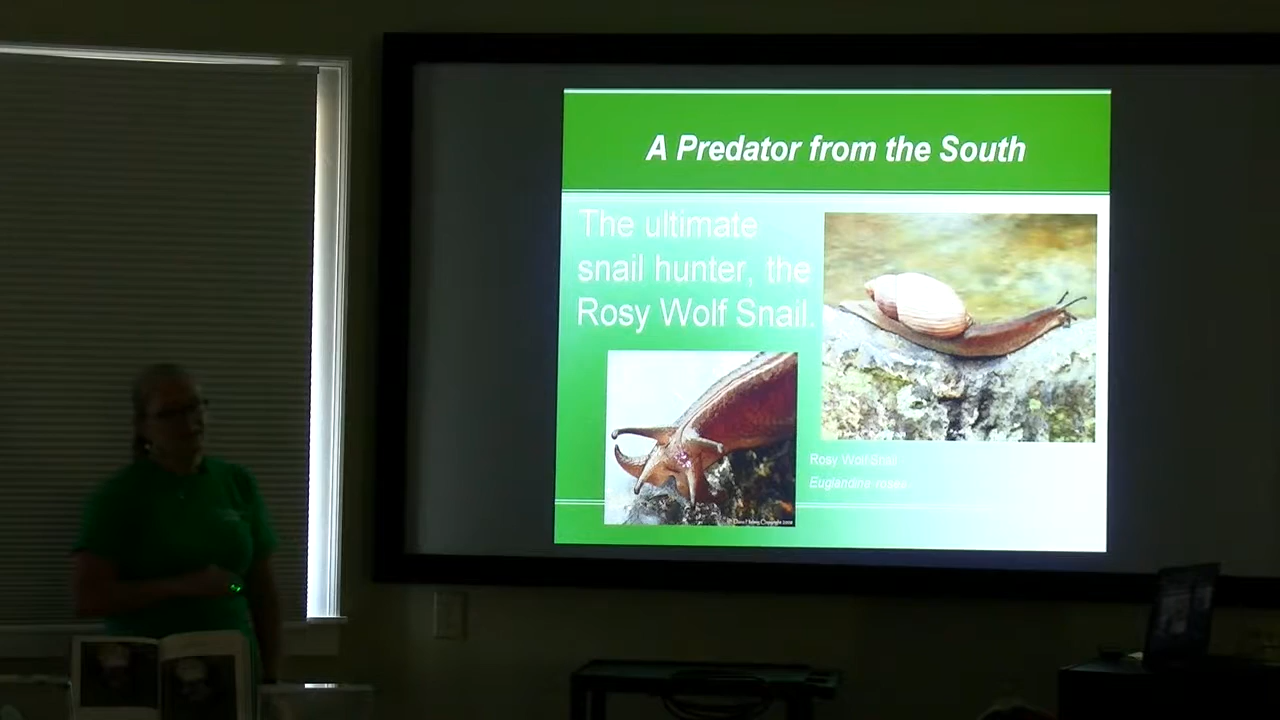 A Predator from the South
The ultimate
snail hunter, the
Rosy Wolf Snail.
Rosy Wolf Snail
Euglandina rosea